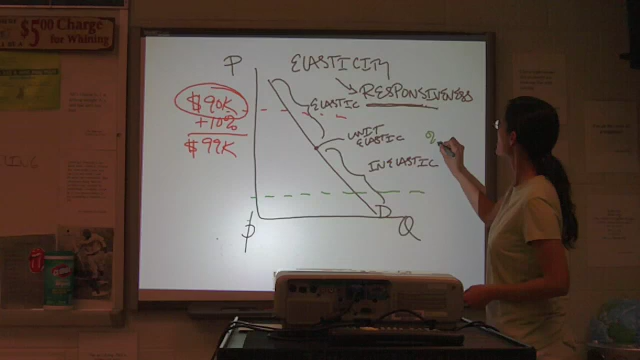 $5.00 Charge
for Whining
ELASTICITY
P
RESPONSIVENESS
$90K
+10%
$99K
ELASTIC
UNIT
ELASTIC
INELASTIC
D
Q